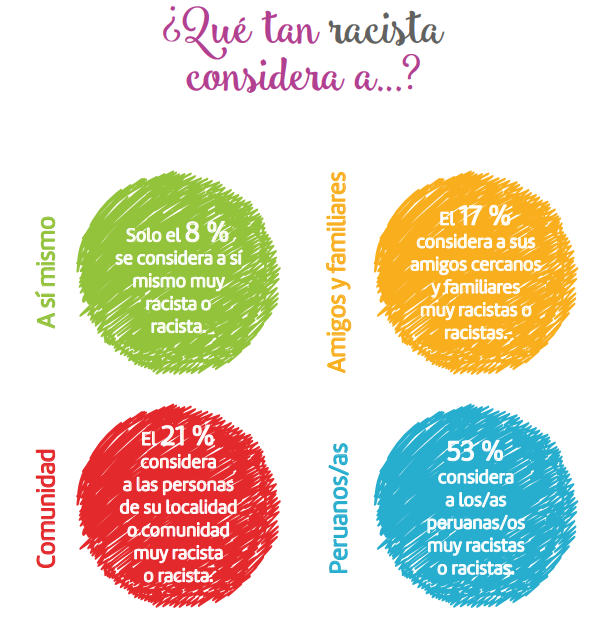 ¿Qué tan racista
considera a...?
A sí mismo
Solo el 8 %
se considera a sí
mismo muy
racista o
racista.
Amigos y familiares
El 17 %
considera a sus
amigos cercanos
y familiares
muy racistas o
racistas.
Comunidad
El 21 %
considera
a las personas
de su localidad
o comunidad
muy racista
o racista.
Peruanos/as
53 %
considera
a los/as
peruanas/os
muy racistas
o racistas.